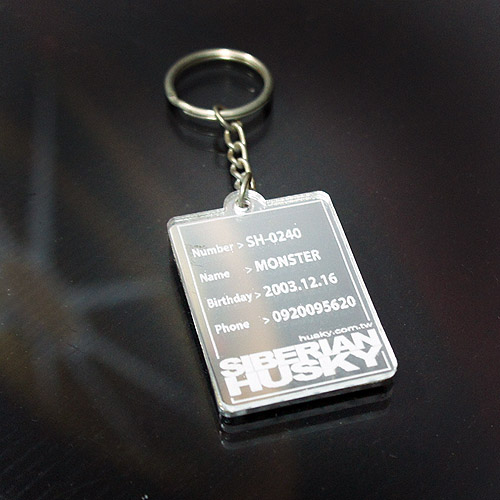 Number > SH-0240
Name > MONSTER
Birthday > 2003.12.16
Phone > 0920095620
husky.com.tw
SIBERIAN
HUSKY